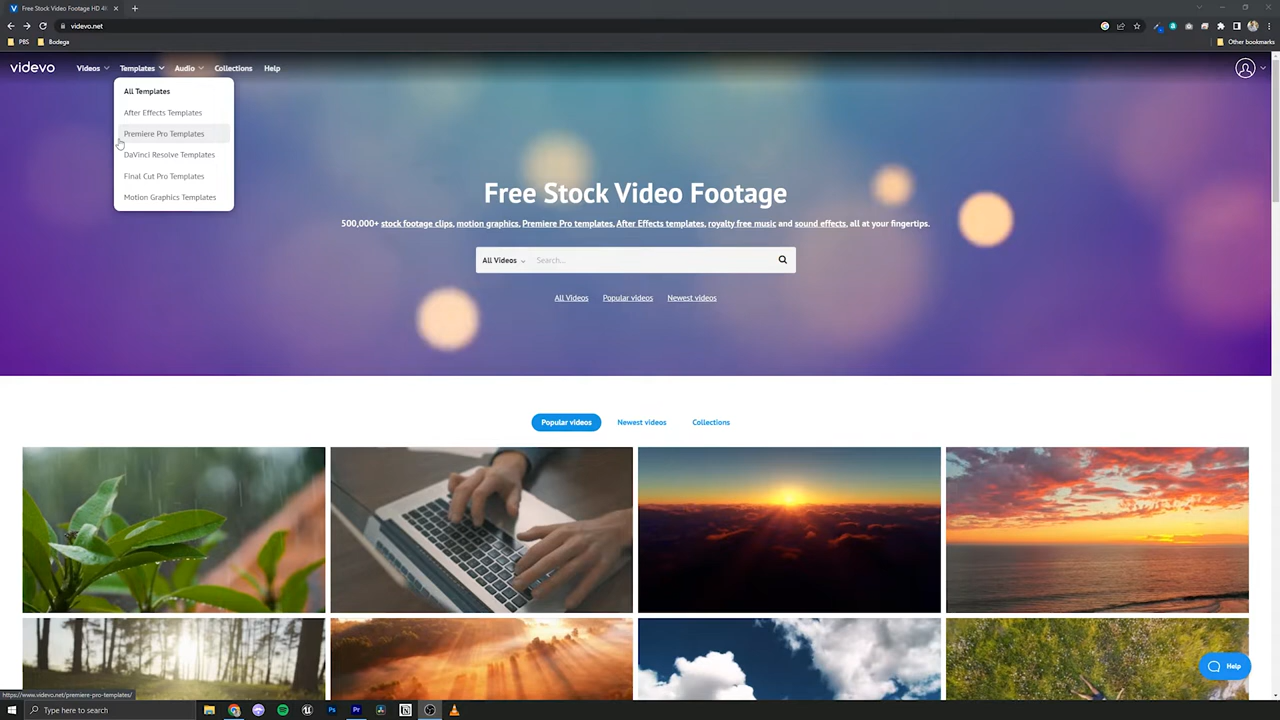 Free Stock Video Footage HD 4K
videvo.net
PBS
Bodega
Other bookmarks
videvo
Videos
Templates
Audio
Collections
Help
All Templates
After Effects Templates
Premiere Pro Templates
DaVinci Resolve Templates
Final Cut Pro Templates
Motion Graphics Templates
Free Stock Video Footage
500,000+ stock footage clips, motion graphics, Premiere Pro templates, After Effects templates, royalty free music and sound effects, all at your fingertips.
All Videos
Search...
All Videos
Popular videos
Newest videos
Popular videos
Newest videos
Collections
Help
https://www.videvo.net/premiere-pro-templates/
Type here to search